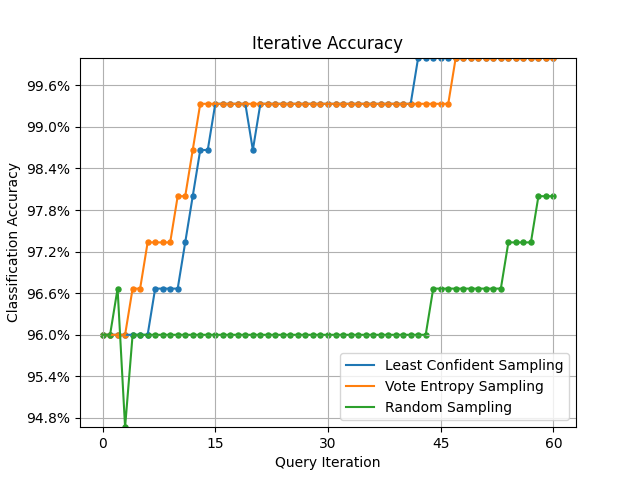 Iterative Accuracy
Classification Accuracy
99.6%
99.0%
98.4%
97.8%
97.2%
96.6%
96.0%
95.4%
94.8%
Least Confident Sampling
Vote Entropy Sampling
Random Sampling
0 15 30 45 60
Query Iteration